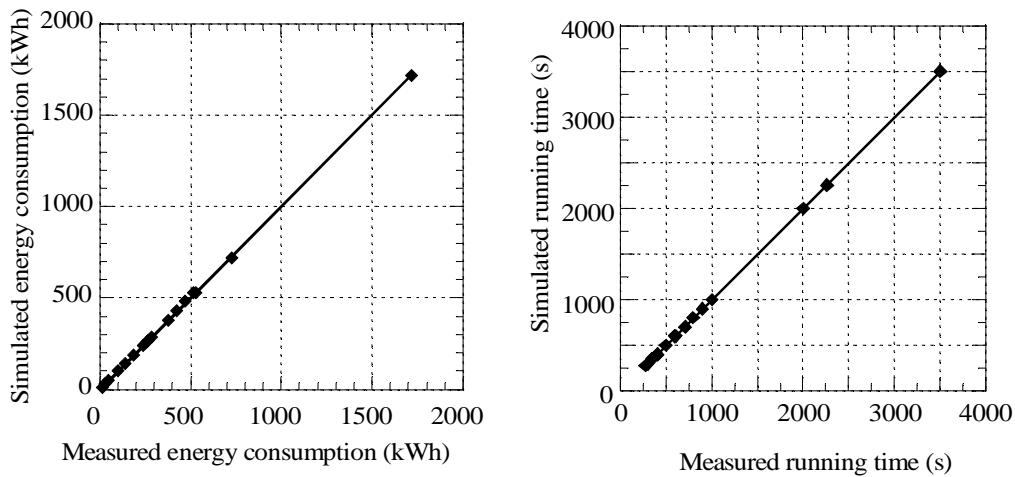 Simulated energy consumption (kWh)
2000
1500
1000
500
0
0 500 1000 1500 2000
Measured energy consumption (kWh)
Simulated running time (s)
4000
3000
2000
1000
0
0 1000 2000 3000 4000
Measured running time (s)